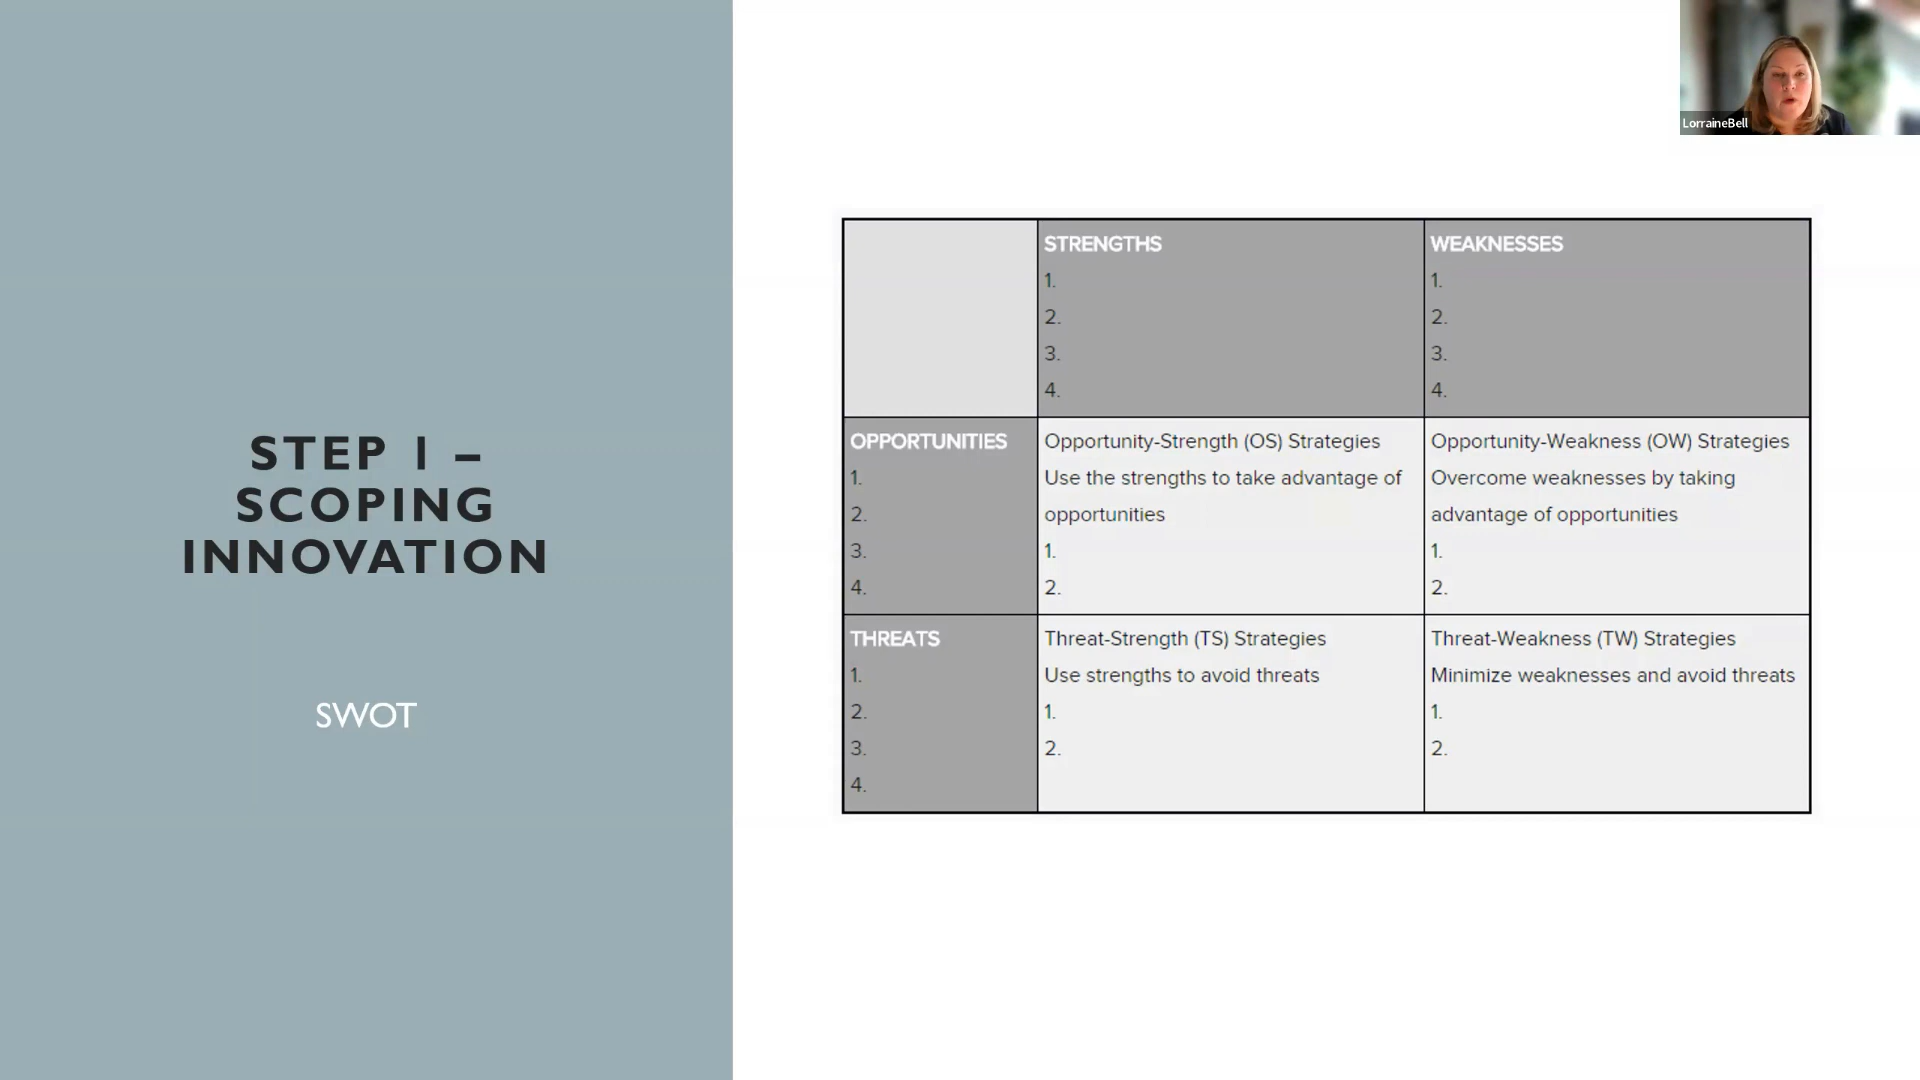 STEP 1 –
SCOPING
INNOVATION
SWOT
LorraineBell
STRENGTHS
1.
2.
3.
4.
WEAKNESSES
1.
2.
3.
4.
OPPORTUNITIES
1.
2.
3.
4.
Opportunity-Strength (OS) Strategies
Use the strengths to take advantage of
opportunities
1.
2.
Opportunity-Weakness (OW) Strategies
Overcome weaknesses by taking
advantage of opportunities
1.
2.
THREATS
1.
2.
3.
4.
Threat-Strength (TS) Strategies
Use strengths to avoid threats
1.
2.
Threat-Weakness (TW) Strategies
Minimize weaknesses and avoid threats
1.
2.